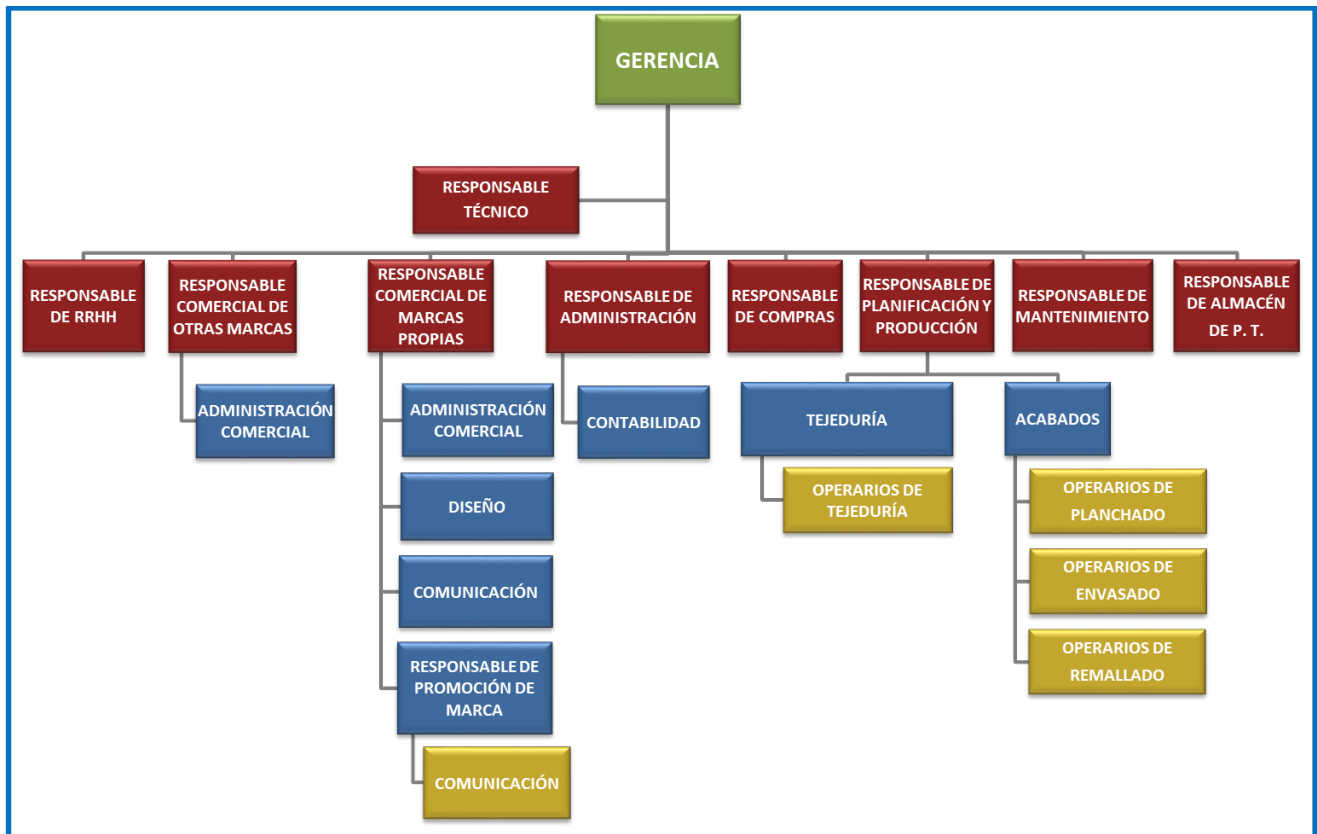 GERENCIA
RESPONSABLE
TÉCNICO
RESPONSABLE
DE RRHH
RESPONSABLE
COMERCIAL DE
OTRAS MARCAS
RESPONSABLE
COMERCIAL DE
MARCAS
PROPIAS
RESPONSABLE DE
ADMINISTRACIÓN
RESPONSABLE
DE COMPRAS
RESPONSABLE DE
PLANIFICACIÓN Y
PRODUCCIÓN
RESPONSABLE DE
MANTENIMIENTO
RESPONSABLE
DE ALMACÉN
DE P. T.
ADMINISTRACIÓN
COMERCIAL
ADMINISTRACIÓN
COMERCIAL
DISEÑO
COMUNICACIÓN
RESPONSABLE DE
PROMOCIÓN DE
MARCA
COMUNICACIÓN
CONTABILIDAD
TEJEDURÍA
OPERARIOS DE
TEJEDURÍA
ACABADOS
OPERARIOS DE
PLANCHADO
OPERARIOS DE
ENVASADO
OPERARIOS DE
REMALLADO